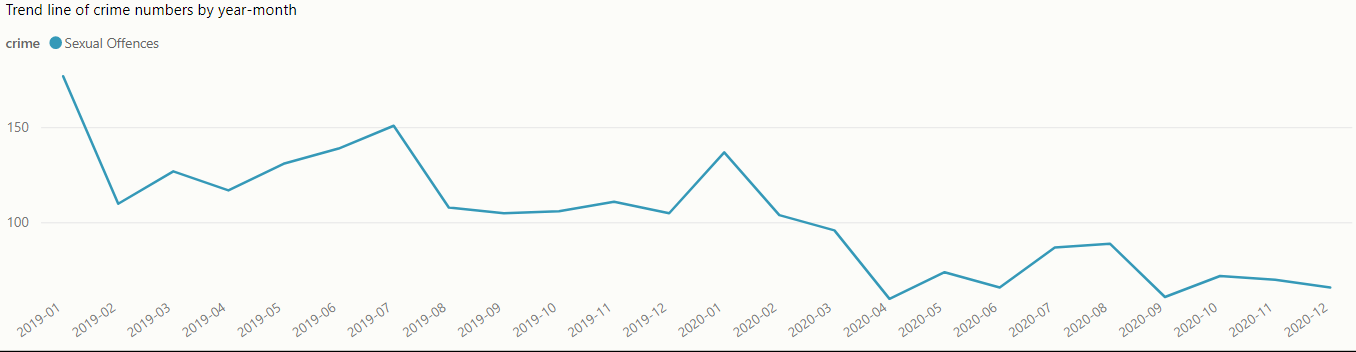 Trend line of crime numbers by year-month
crime Sexual Offences
150
100
2019-01 2019-02 2019-03 2019-04 2019-05 2019-06 2019-07 2019-08 2019-09 2019-10 2019-11 2019-12 2020-01 2020-02 2020-03 2020-04 2020-05 2020-06 2020-07 2020-08 2020-09 2020-10 2020-11 2020-12